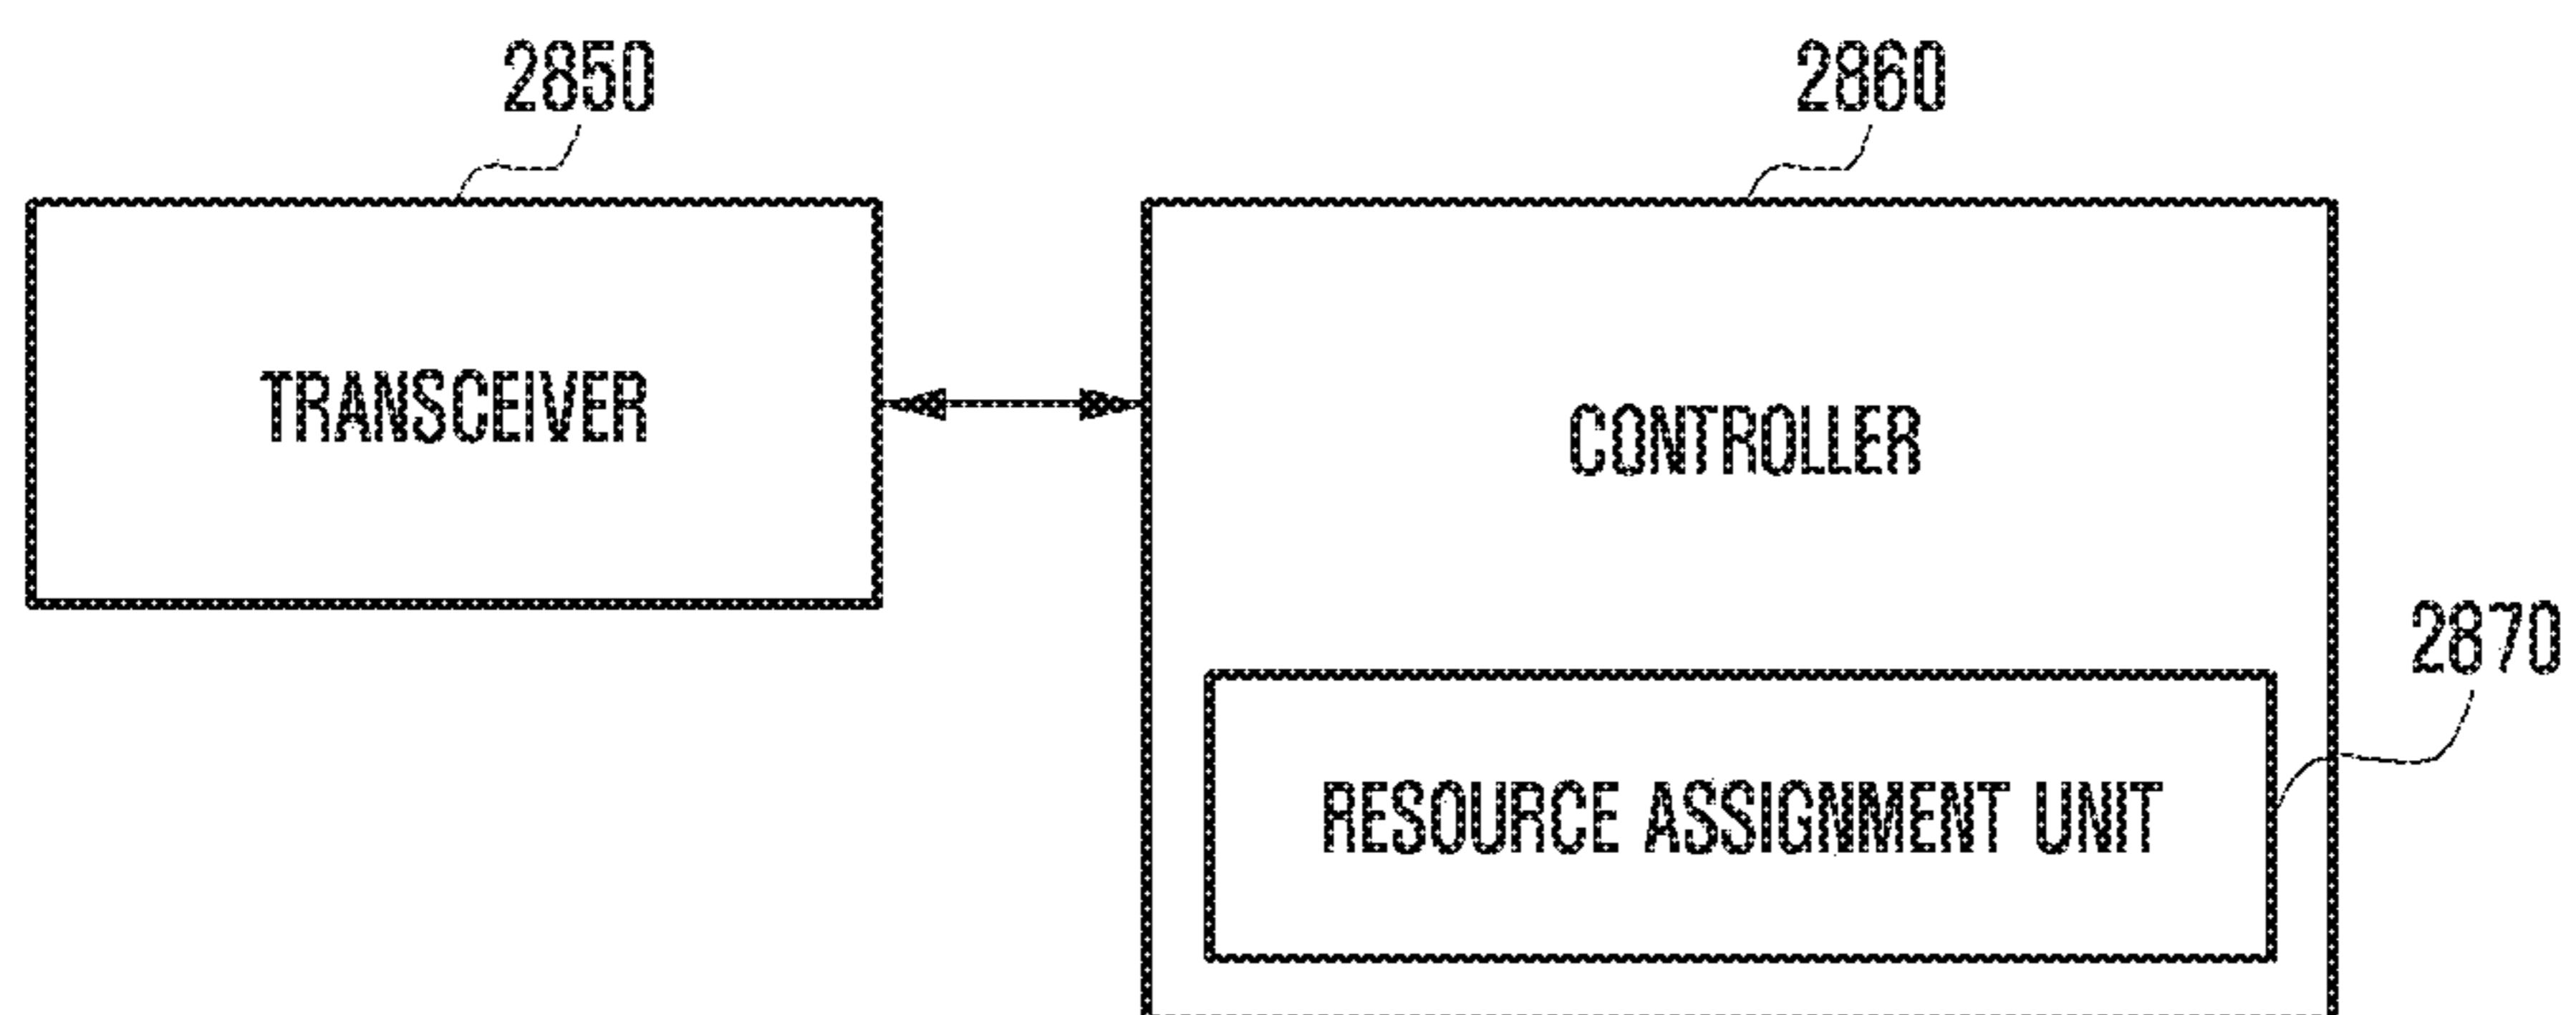 2850
2860
TRANSCEIVER
CONTROLLER
2870
RESOURCE ASSIGNMENT UNIT